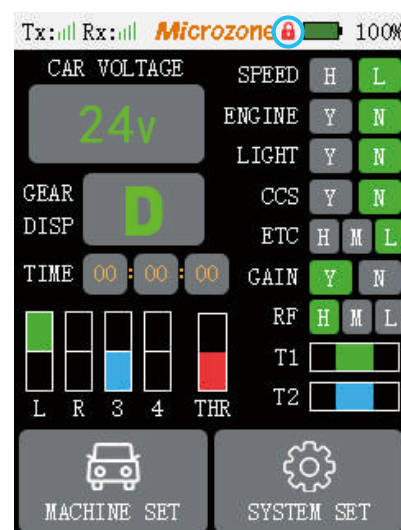 Tx: Rx: Microzone 100%
CAR VOLTAGE
24v
SPEED H L
ENGINE Y N
LIGHT Y N
GEAR DISP D
CCS Y N
ETC H M L
TIME 00:00:00
GAIN Y N
RF H M L
T1
T2
L R 3 4 THR
MACHINE SET
SYSTEM SET